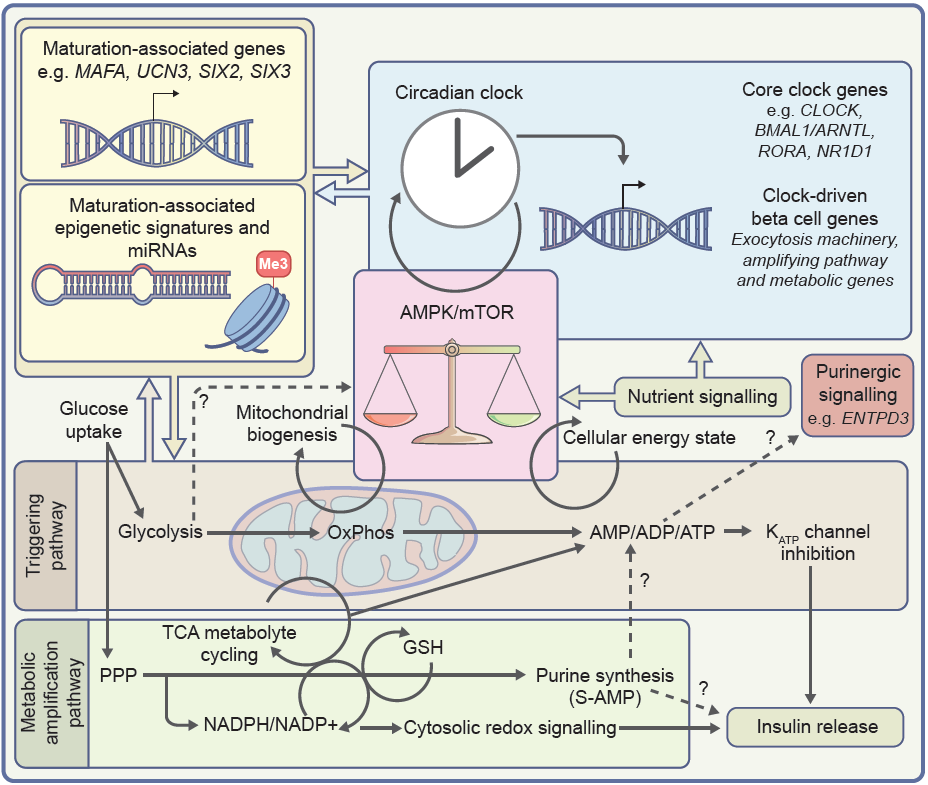 Maturation-associated genes
e.g. MAFA, UCN3, SIX2, SIX3
Maturation-associated
epigenetic signatures and
miRNAs
Me3
Circadian clock
Core clock genes
e.g. CLOCK,
BMAL1/ARNTL,
RORA, NR1D1
Clock-driven
beta cell genes
Exocytosis machinery,
amplifying pathway
and metabolic genes
AMPK/mTOR
Nutrient signalling
Purinergic
signalling
e.g. ENTPD3
Glucose
uptake
?
Mitochondrial
biogenesis
Cellular energy state
?
Triggering
pathway
Glycolysis
OxPhos
AMP/ADP/ATP
KATP channel
inhibition
?
Metabolic
amplification
pathway
TCA metabolyte
cycling
GSH
PPP
Purine synthesis
(S-AMP)
?
NADPH/NADP+
Cytosolic redox signalling
Insulin release